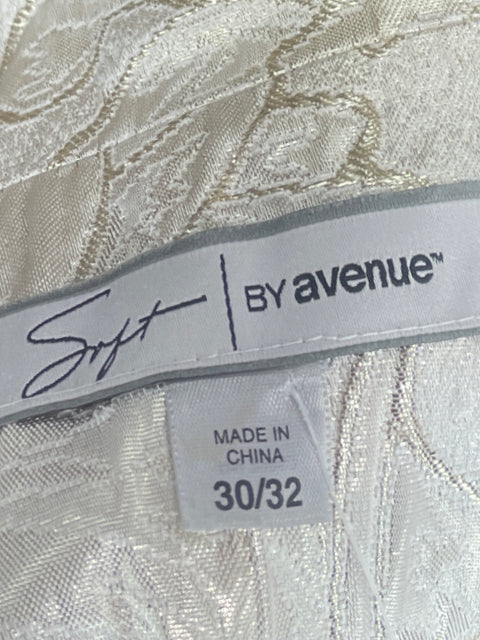 Soft BY avenue™
MADE IN
CHINA
30/32